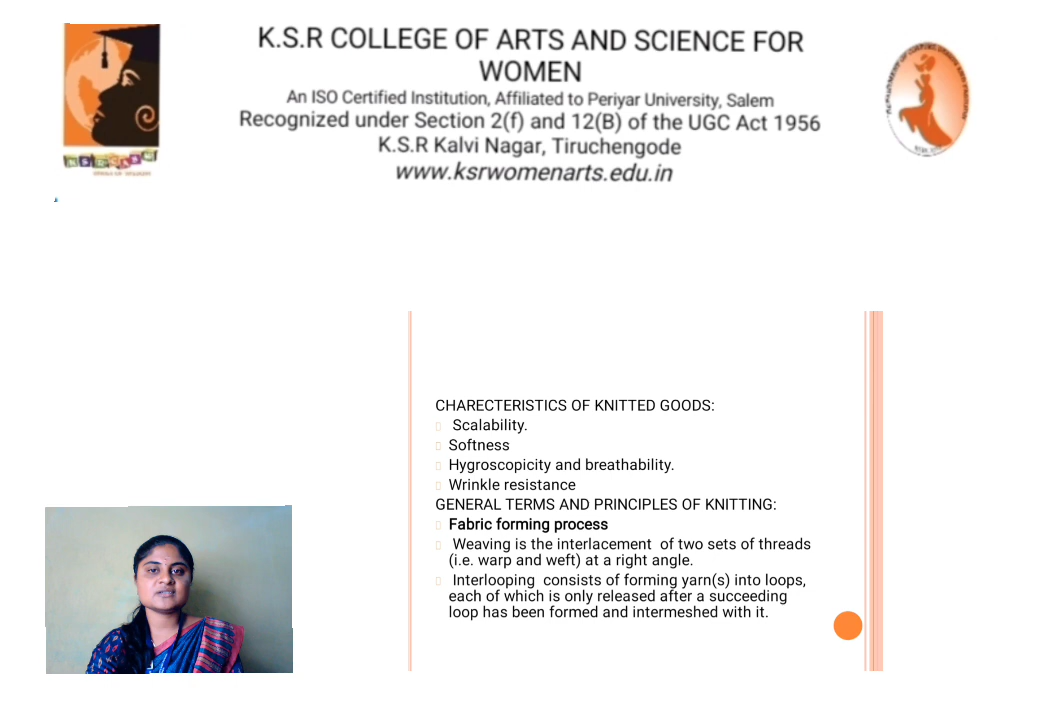 K.S.R COLLEGE OF ARTS AND SCIENCE FOR
WOMEN
An ISO Certified Institution, Affiliated to Periyar University, Salem
Recognized under Section 2(f) and 12(B) of the UGC Act 1956
K.S.R Kalvi Nagar, Tiruchengode
www.ksrwomenarts.edu.in
CHARECTERISTICS OF KNITTED GOODS:
Scalability.
Softness
Hygroscopicity and breathability.
Wrinkle resistance
GENERAL TERMS AND PRINCIPLES OF KNITTING:
Fabric forming process
Weaving is the interlacement of two sets of threads
(i.e. warp and weft) at a right angle.
Interlooping consists of forming yarn(s) into loops,
each of which is only released after a succeeding
loop has been formed and intermeshed with it.